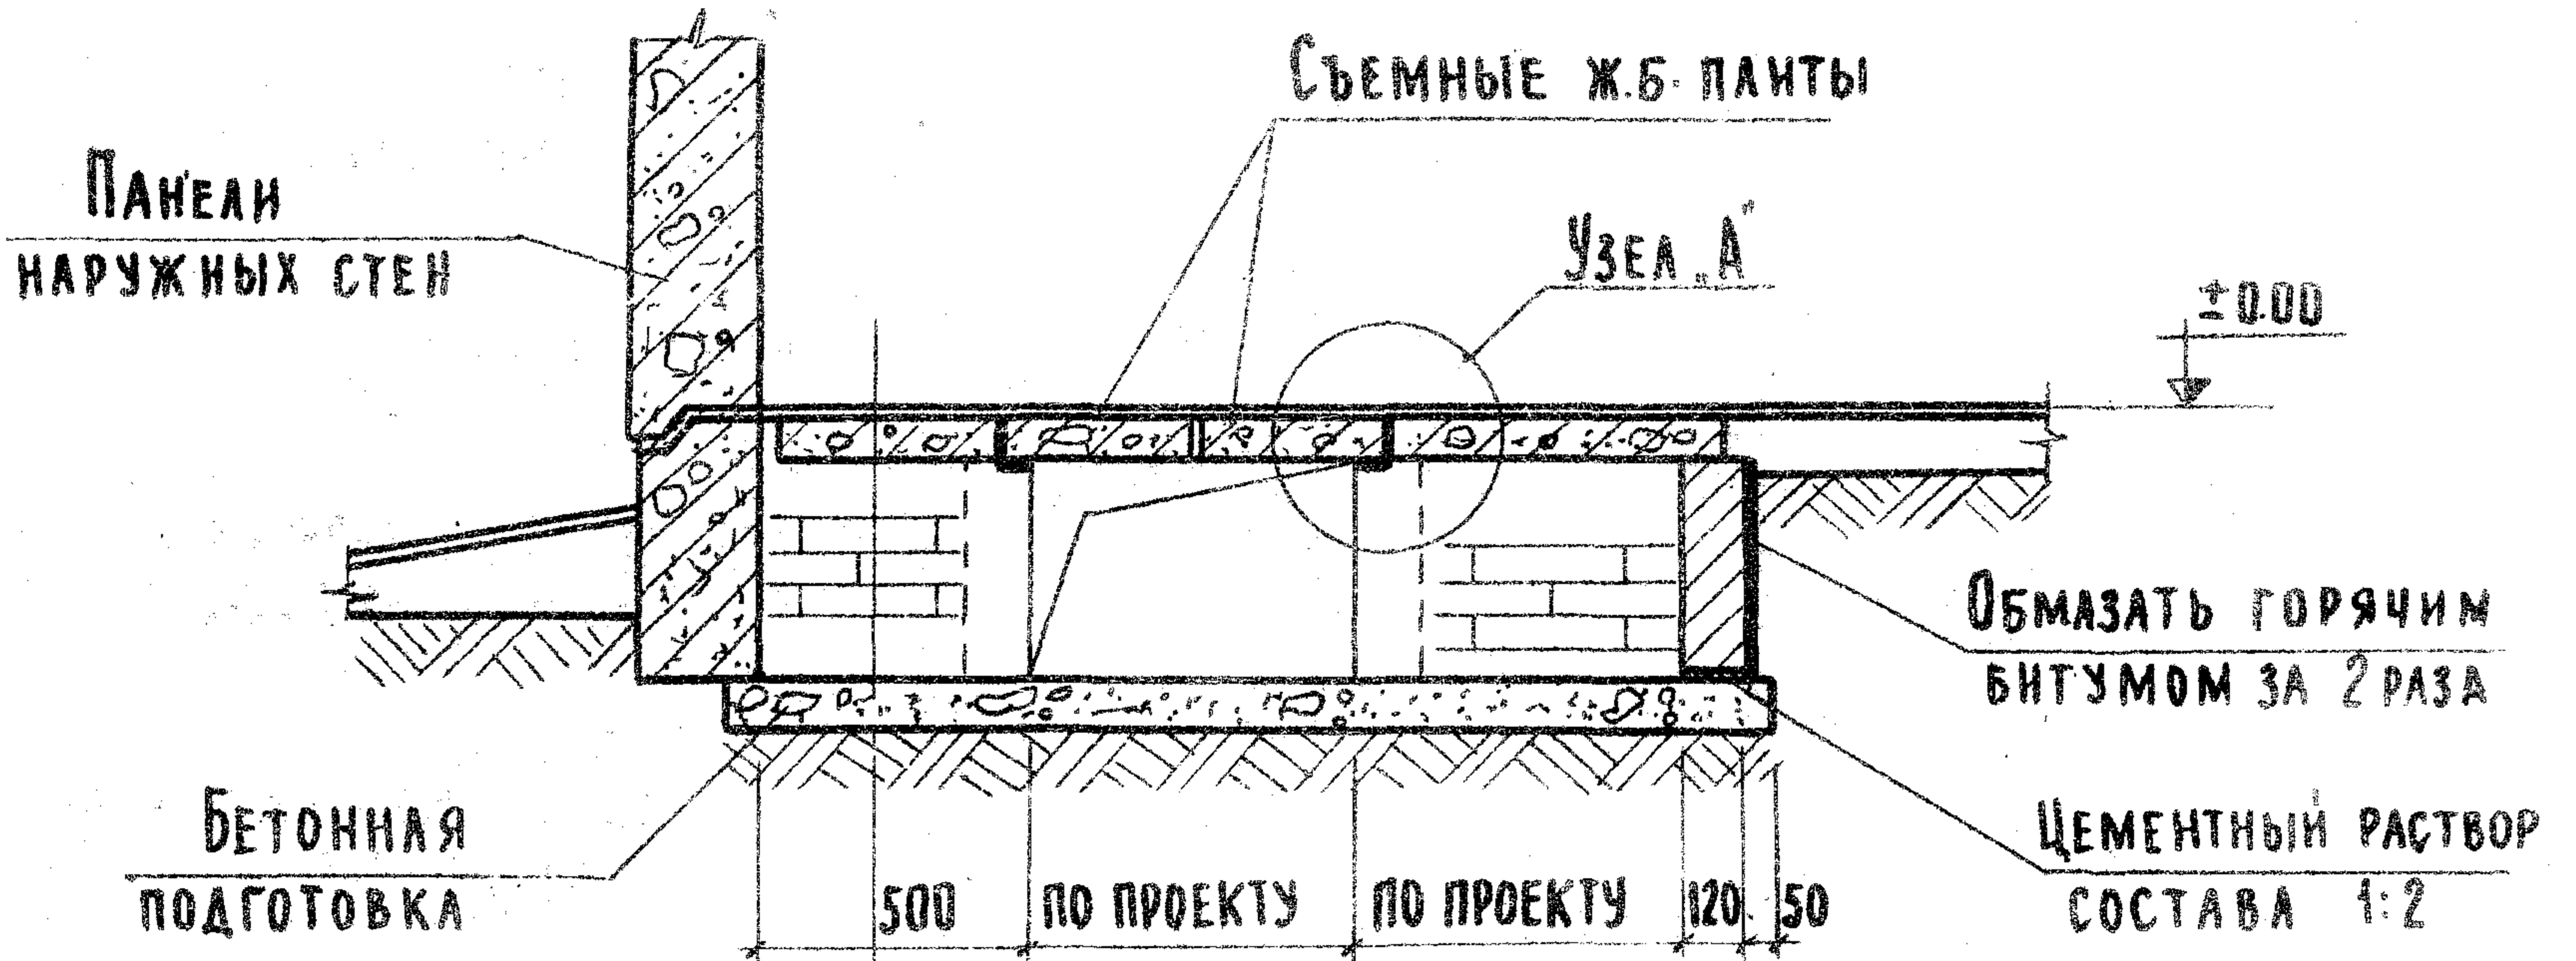 Съемные ж.б. плиты
Панели
наружных стен
Узел „А"
±0.00
Обмазать горячим
битумом за 2 раза
Бетонная
подготовка
Цементный раствор
состава 1:2
500 по проекту по проекту 120 50